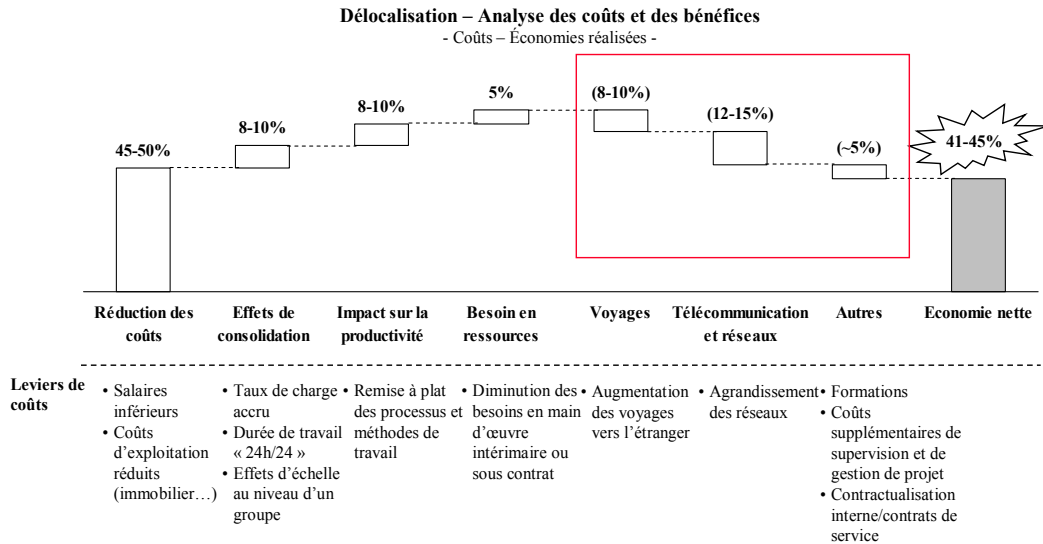 Délocalisation – Analyse des coûts et des bénéfices
- Coûts – Économies réalisées -
45-50%
8-10%
8-10%
5%
(8-10%)
(12-15%)
(~5%)
41-45%
Réduction des
coûts
Effets de
consolidation
Impact sur la
productivité
Besoin en
ressources
Voyages
Télécommunication
et réseaux
Autres
Economie nette
Leviers de
coûts
• Salaires
inférieurs
• Coûts
d’exploitation
réduits
(immobilier…)
• Taux de charge
accru
• Durée de travail
« 24h/24 »
• Effets d’échelle
au niveau d’un
groupe
• Remise à plat
des processus et
méthodes de
travail
• Diminution des
besoins en main
d’œuvre
intérimaire ou
sous contrat
• Augmentation
des voyages
vers l’étranger
• Agrandissement
des réseaux
• Formations
• Coûts
supplémentaires de
supervision et de
gestion de projet
• Contractualisation
interne/contrats de
service